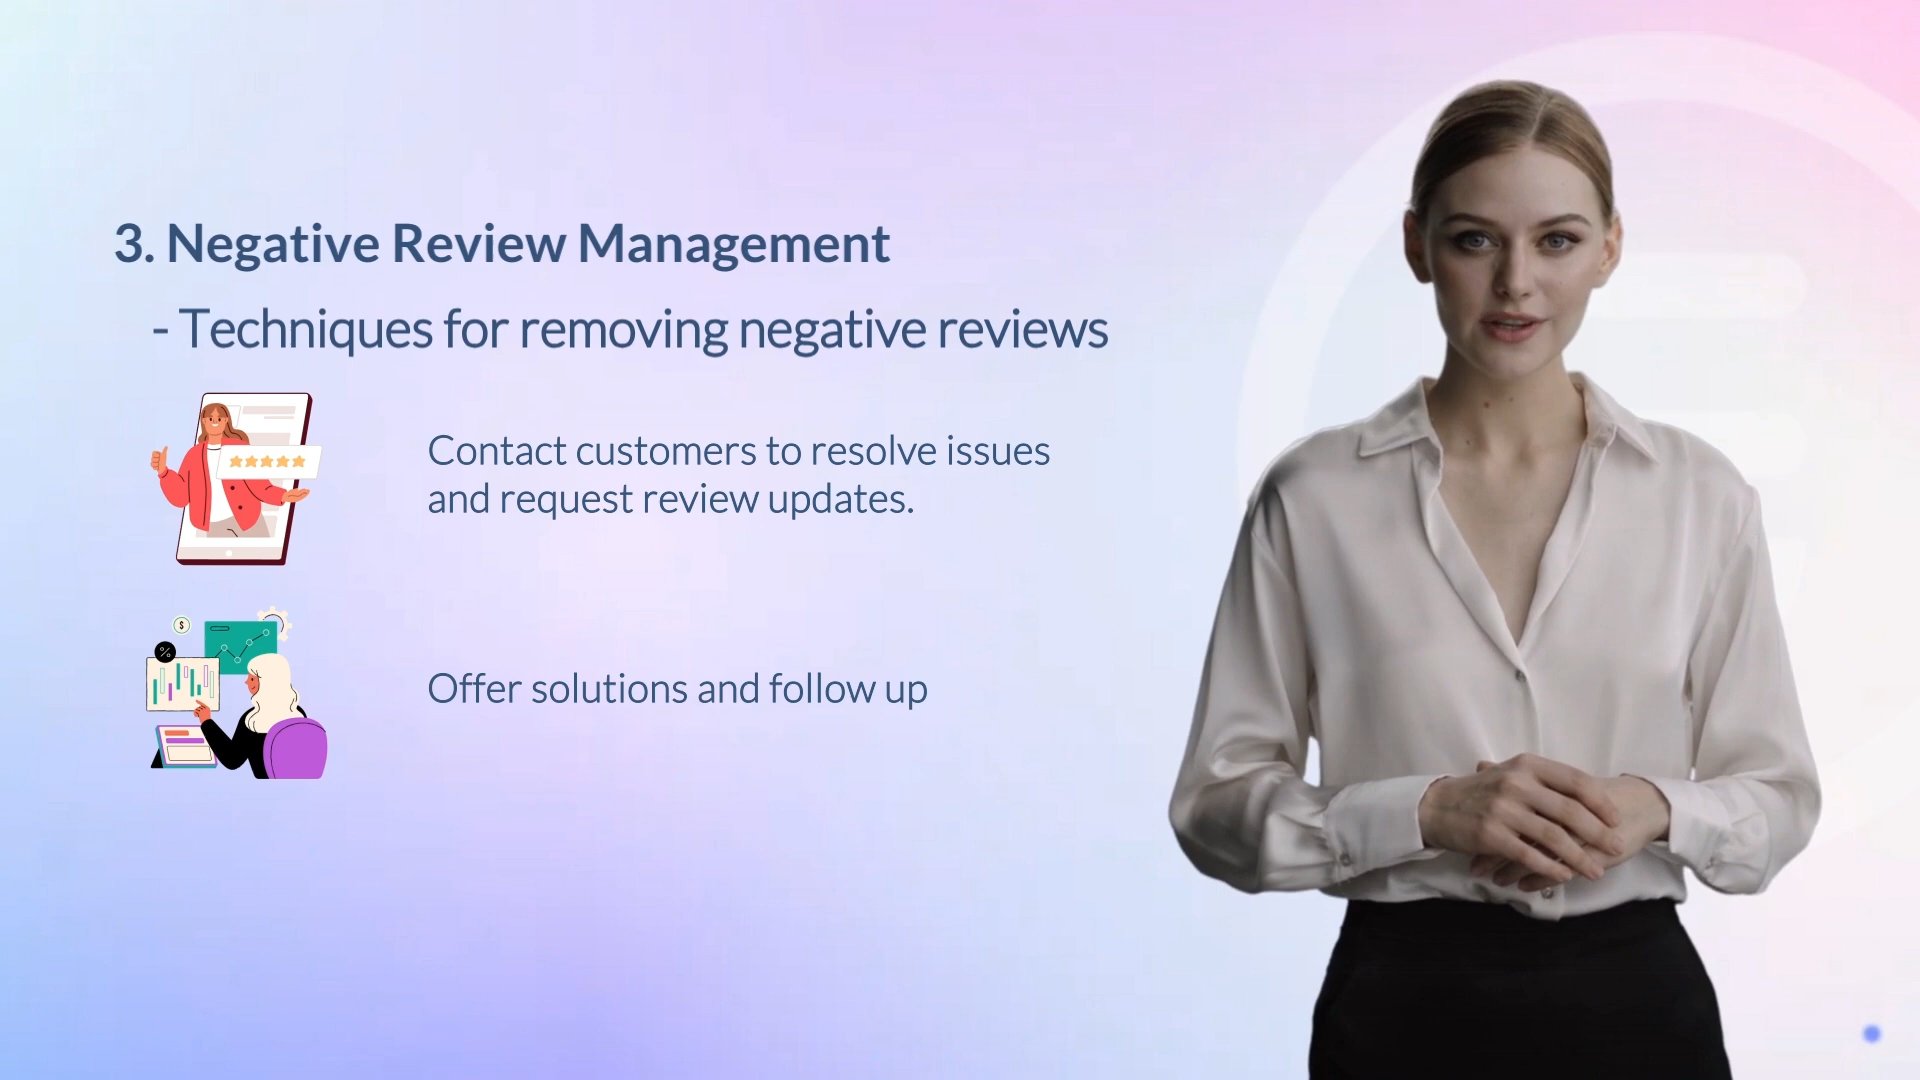 3. Negative Review Management
- Techniques for removing negative reviews
Contact customers to resolve issues
and request review updates.
$
%
Offer solutions and follow up